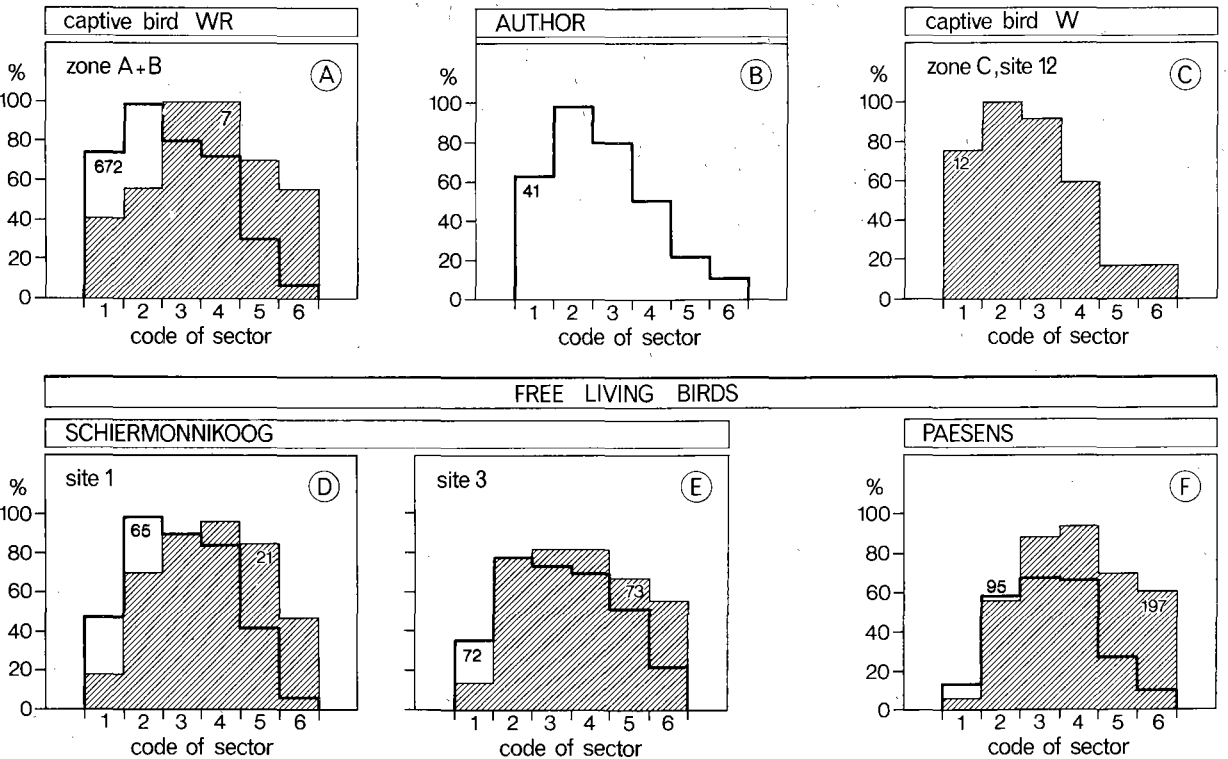 captive bird WR
AUTHOR
captive bird W
zone A+B
A
%
100
80
60
40
20
0
672
7
1 2 3 4 5 6
code of sector
B
100
80
60
40
20
0
41
1 2 3 4 5 6
code of sector
zone C, site 12
C
%
100
80
60
40
20
0
12
1 2 3 4 5 6
code of sector
FREE LIVING BIRDS
SCHIERMONNIKOOG
PAESENS
site 1
D
%
100
80
60
40
20
0
65
21
1 2 3 4 5 6
code of sector
site 3
E
72
73
1 2 3 4 5 6
code of sector
F
%
100
80
60
40
20
0
95
197
1 2 3 4 5 6
code of sector